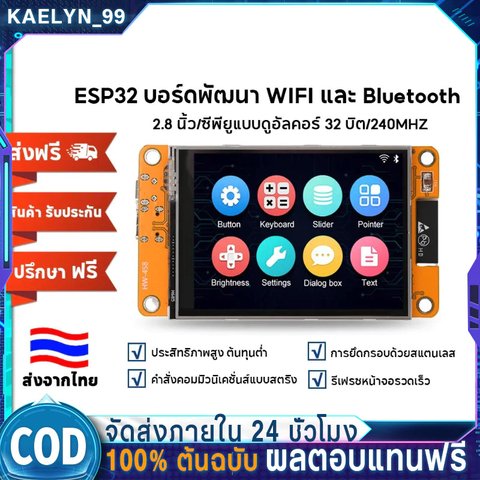 KAELYN_99
ESP32 บอร์ดพัฒนา WIFI และ Bluetooth
2.8 นิ้ว/ซีพียูแบบดูอัลคอร์ 32 บิต/240MHZ
ส่งฟรี
สินค้า รับประกัน
ปรึกษา ฟรี
ส่งจากไทย
Button Keyboard Slider Pointer
Brightness Settings Dialog box Text
HW-458
ประสิทธิภาพสูง ต้นทุนต่ำ
การยึดกรอบด้วยสแตนเลส
คำสั่งคอมมิวนิเคชั่นส์แบบสตริง
รีเฟรชหน้าจอรวดเร็ว
COD
จัดส่งภายใน 24 ชั่วโมง
100% ต้นฉบับ ผลตอบแทนฟรี